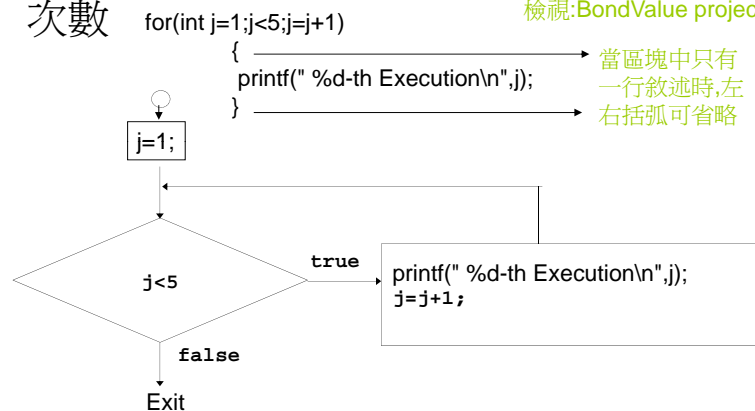 次數
for(int j=1;j<5;j=j+1)
{
printf(" %d-th Execution\n",j);
}
檢視:BondValue projec
當區塊中只有
一行敘述時,左
右括弧可省略
j=1;
j<5
true
printf(" %d-th Execution\n",j);
j=j+1;
false
Exit